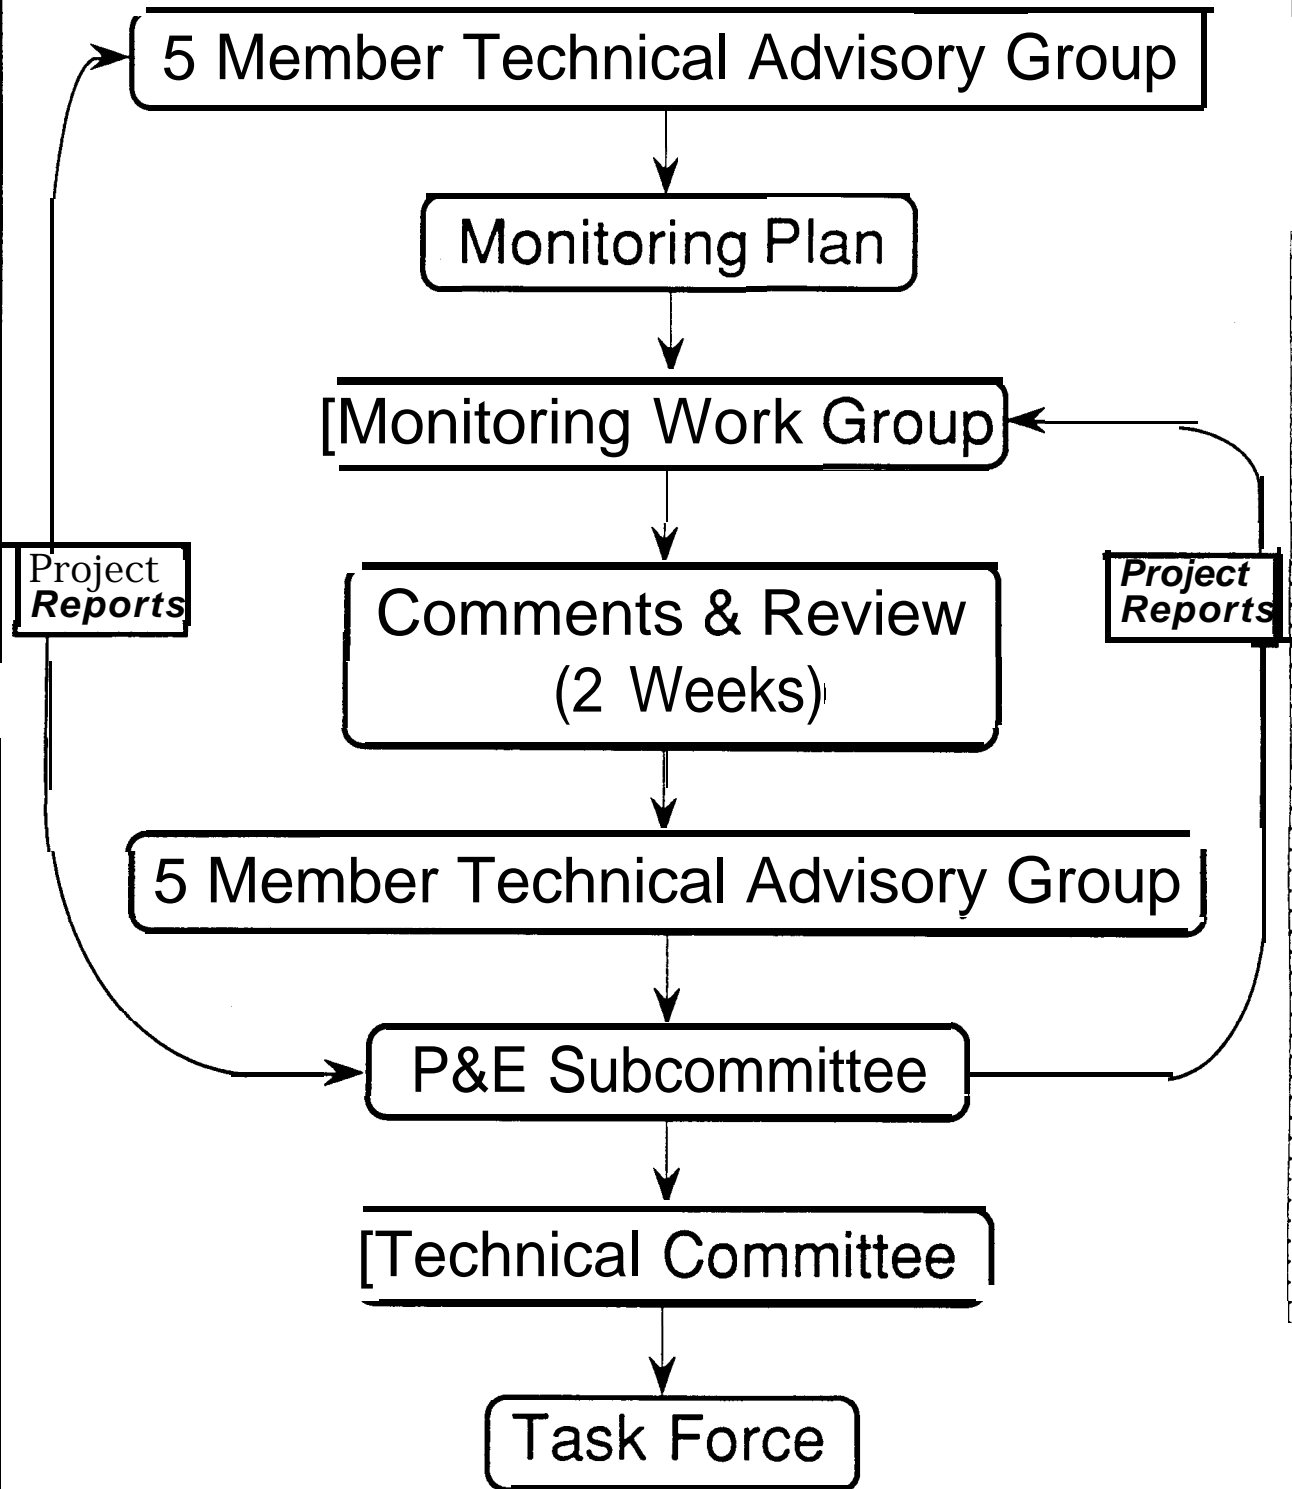 5 Member Technical Advisory Group
Monitoring Plan
Monitoring Work Group
Project
Reports
Project
Reports
Comments & Review
(2 Weeks)
5 Member Technical Advisory Group
P&E Subcommittee
Technical Committee
Task Force